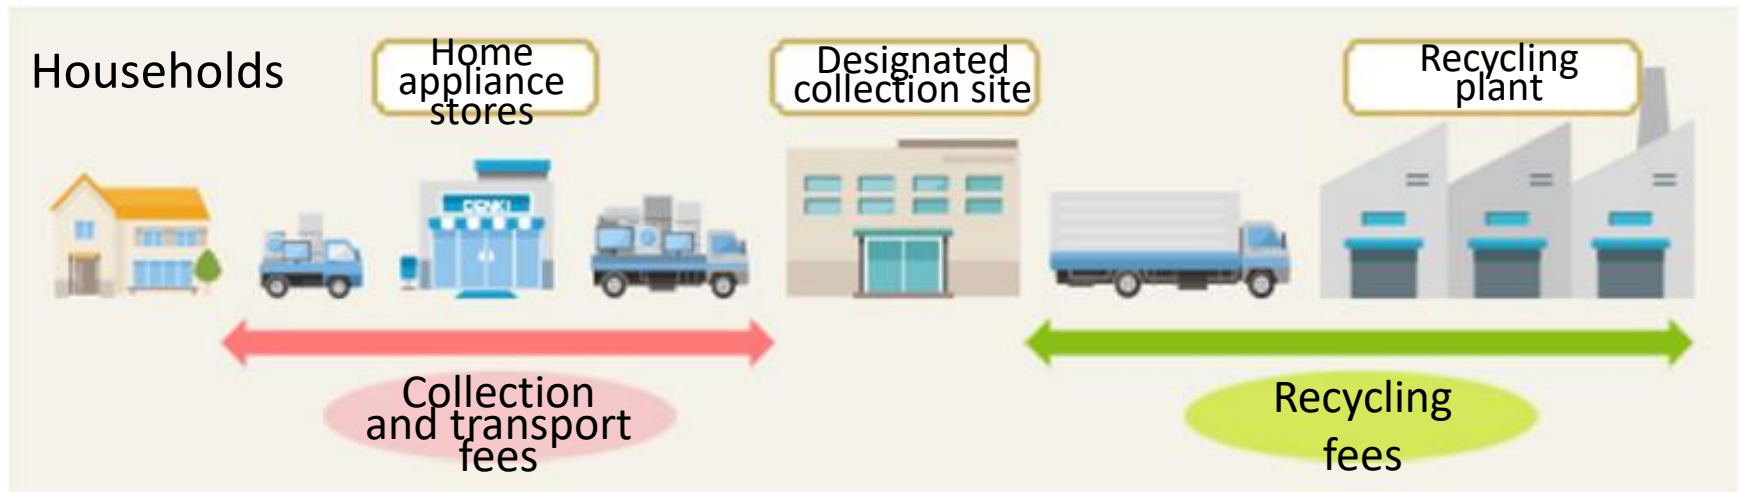 Households
Home
appliance
stores
Designated
collection site
Recycling
plant
DENKI
Collection
and transport
fees
Recycling
fees